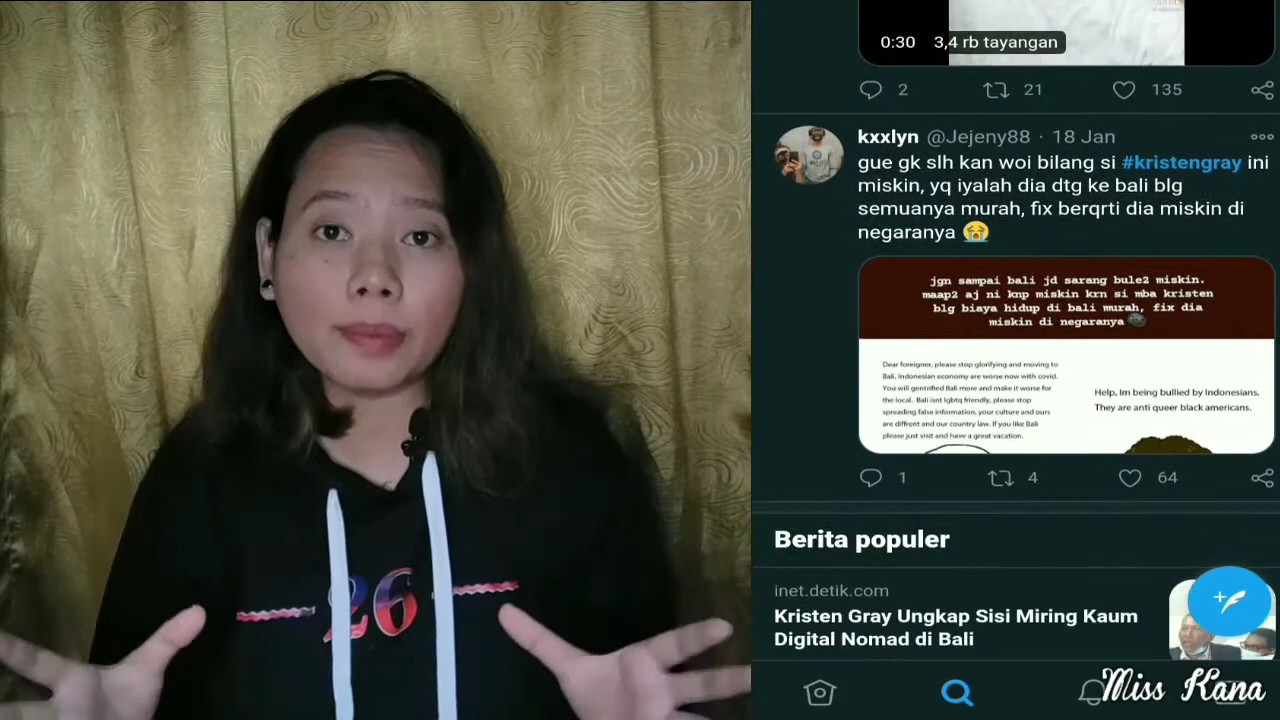 26
0:30 3,4 rb tayangan
2 21 135
kxxlyn @Jejeny88 · 18 Jan
gue gk slh kan woi bilang si #kristengray ini
miskin, yq iyalah dia dtg ke bali blg
semuanya murah, fix berqrti dia miskin di
negaranya 😭
jgn sampai bali jd sarang bule2 miskin.
maap2 aj ni knp miskin krn si mba kristen
blg biaya hidup di bali murah, fix dia
miskin di negaranya 🌚
Dear foreigner, please stop glorifying and moving to
Bali, Indonesian economy are worse now with covid.
You will gentrified Bali more and make it worse for
the local. Bali isnt lgbtq friendly, please stop
spreading false information, your culture and ours
are diffrent and our country law. If you like Bali
please just visit and have a great vacation.
Help, Im being bullied by Indonesians.
They are anti queer black americans.
1 4 64
Berita populer
inet.detik.com
Kristen Gray Ungkap Sisi Miring Kaum
Digital Nomad di Bali
Miss Kana